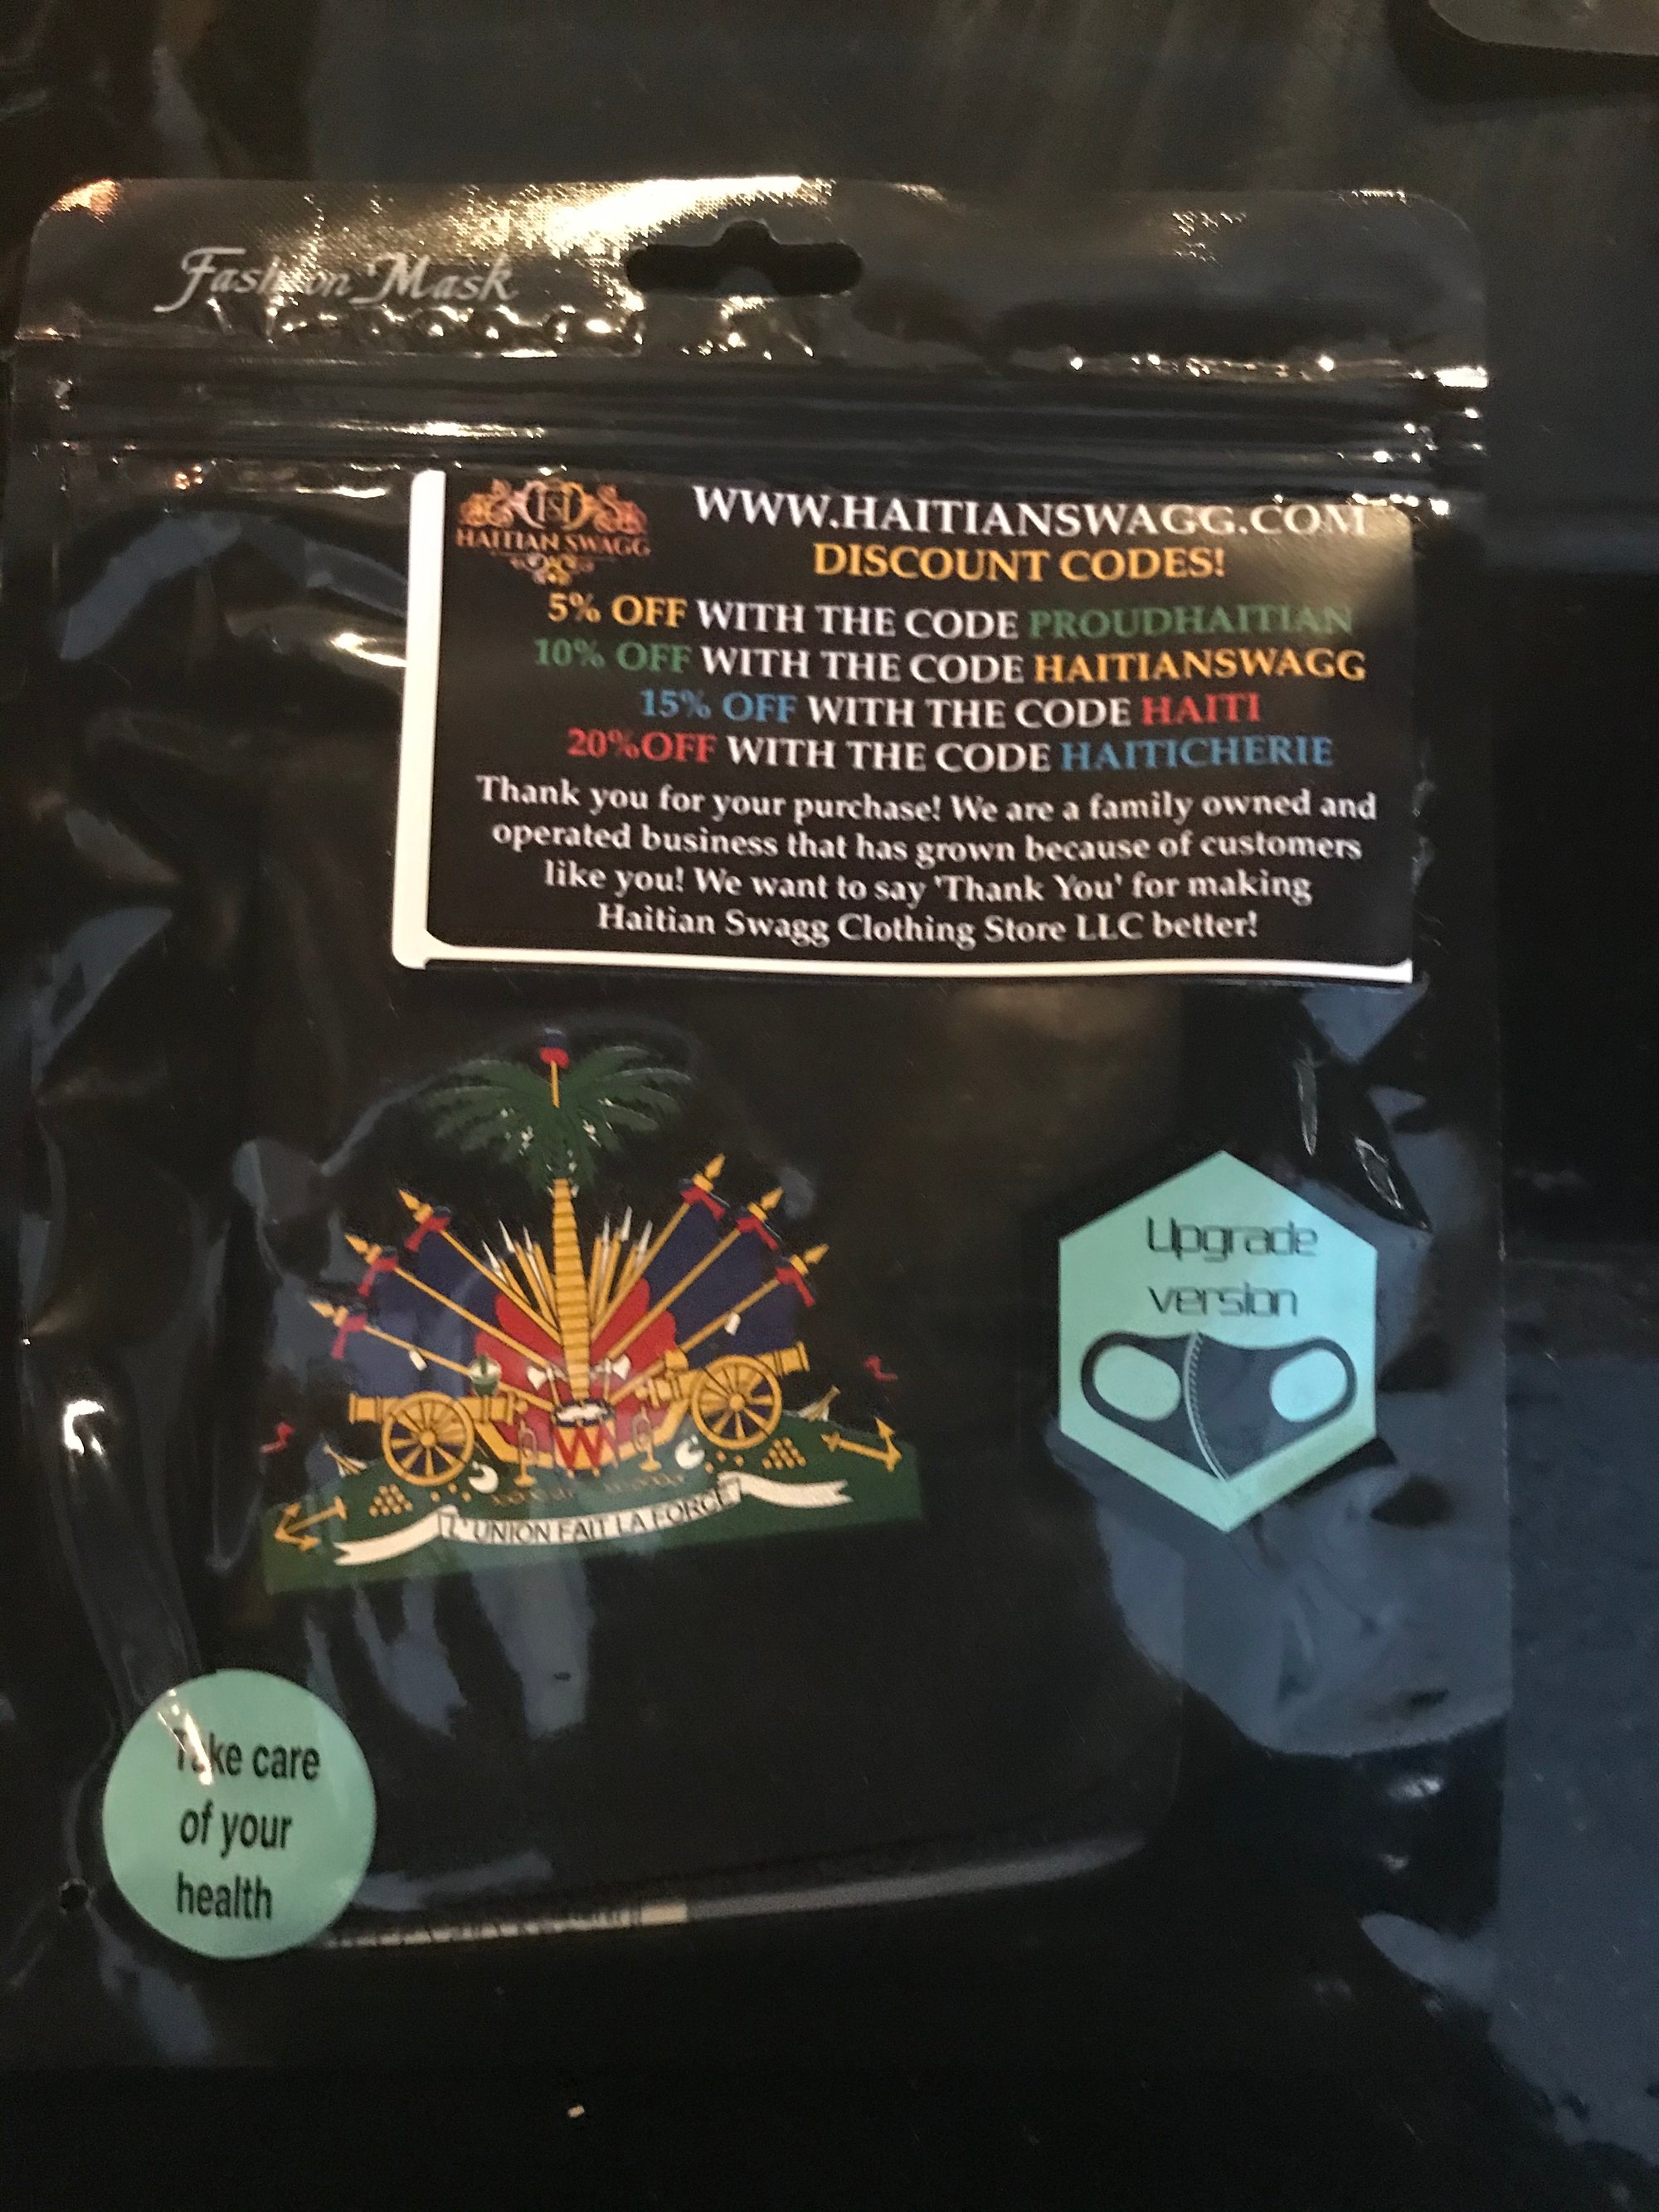 Fashion Mask
HAITIAN SWAGG
WWW.HAITIANSWAGG.COM
DISCOUNT CODES!
5% OFF WITH THE CODE PROUDHAITIAN
10% OFF WITH THE CODE HAITIANSWAGG
15% OFF WITH THE CODE HAITI
20%OFF WITH THE CODE HAITICHERIE
Thank you for your purchase! We are a family owned and
operated business that has grown because of customers
like you! We want to say 'Thank You' for making
Haitian Swagg Clothing Store LLC better!
Upgrade
version
L'UNION FAIT LA FORCE
Take care
of your
health